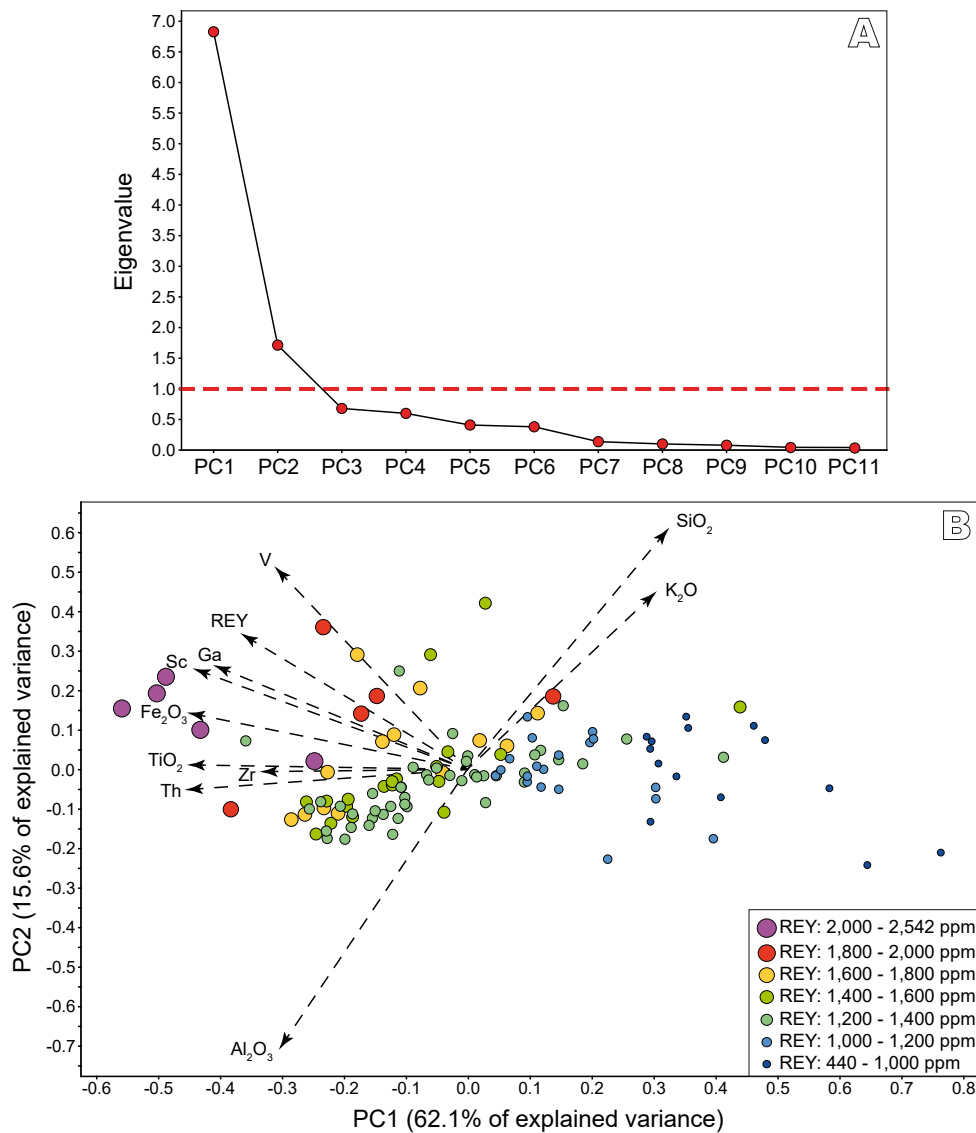 A
7.0
6.5
6.0
5.5
5.0
4.5
4.0
3.5
3.0
2.5
2.0
1.5
1.0
0.5
0.0
Eigenvalue
PC1 PC2 PC3 PC4 PC5 PC6 PC7 PC8 PC9 PC10 PC11
B
0.6
0.5
0.4
0.3
0.2
0.1
0.0
-0.1
-0.2
-0.3
-0.4
-0.5
-0.6
-0.7
PC2 (15.6% of explained variance)
SiO₂
K₂O
V
REY
Ga
Sc
Fe₂O₃
TiO₂
Zr
Th
Al₂O₃
REY: 2,000 - 2,542 ppm
REY: 1,800 - 2,000 ppm
REY: 1,600 - 1,800 ppm
REY: 1,400 - 1,600 ppm
REY: 1,200 - 1,400 ppm
REY: 1,000 - 1,200 ppm
REY: 440 - 1,000 ppm
-0.6 -0.5 -0.4 -0.3 -0.2 -0.1 0.0 0.1 0.2 0.3 0.4 0.5 0.6 0.7 0.8
PC1 (62.1% of explained variance)